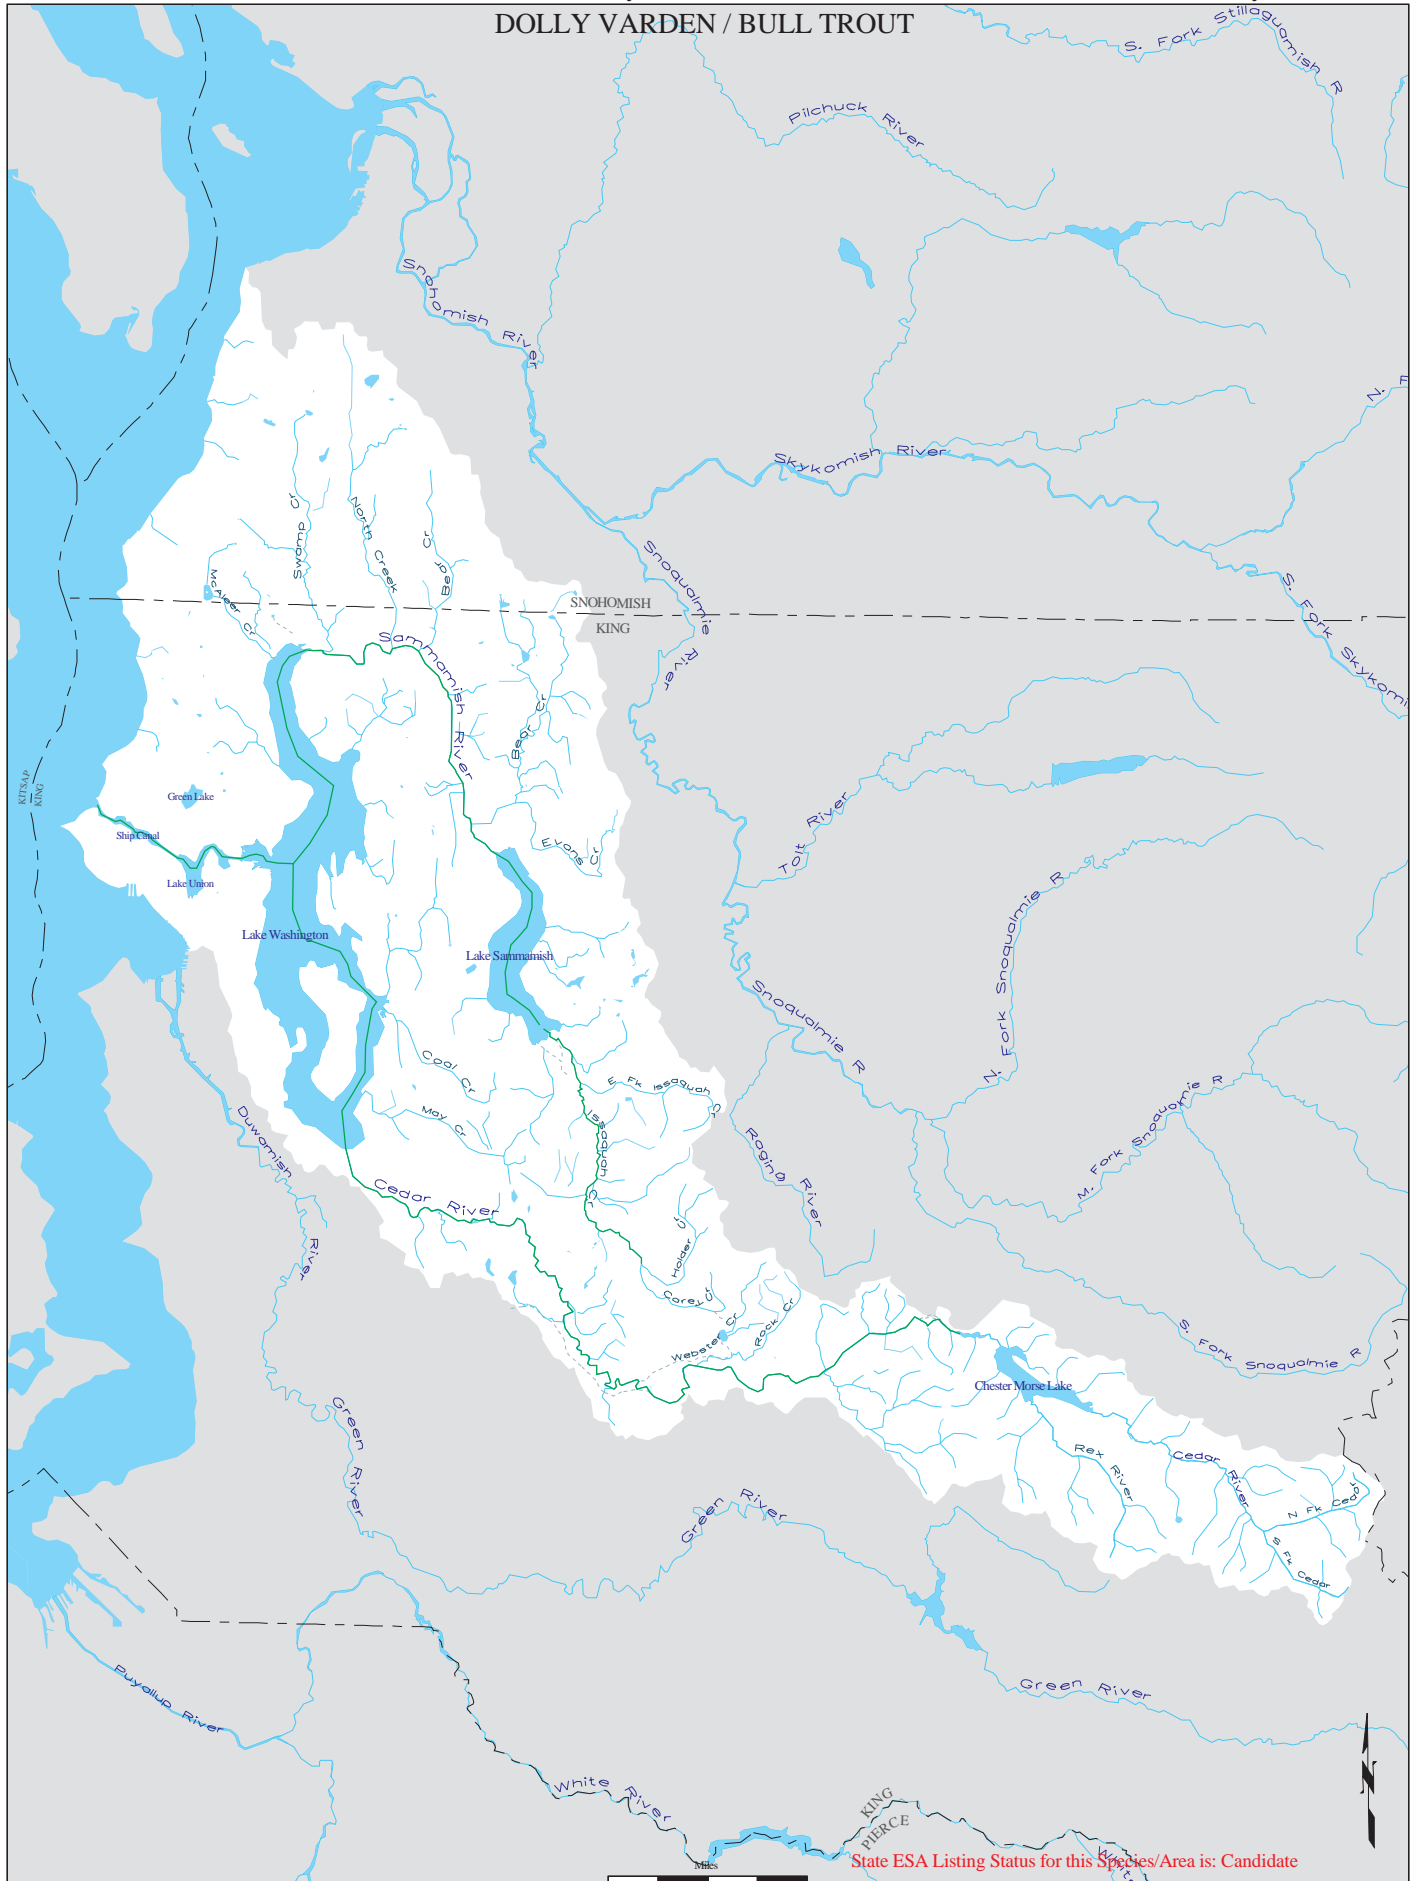 DOLLY VARDEN / BULL TROUT
S. Fork Stillaguamish R
Pilchuck River
Snohomish River
N. F
Skykomish River
Swamp Cr
North Creek
Bear Cr
McAleer Cr
SNOHOMISH
KING
Snoqualmie River
S. Fork Skykomi
Sammamish River
Bear Cr
KITSAP
KING
Green Lake
Ship Canal
Lake Union
Evans Cr
Tolt River
N. Fork Snoqualmie R
Lake Washington
Lake Sammamish
Snoqualmie R
Coal Cr
May Cr
E Fk Issaquah Cr
Issaquah Cr
M. Fork Snoqualmie R
Duwamish River
Raging River
Cedar River
Holder Cr
Carey Cr
Webster Cr
Rock Cr
S. Fork Snoqualmie R
Chester Morse Lake
Green River
Rex River
Cedar River
N Fk Cedar
S Fk Cedar
Green River
Green River
Puyallup River
White River
KING
PIERCE
N
State ESA Listing Status for this Species/Area is: Candidate
White
Miles